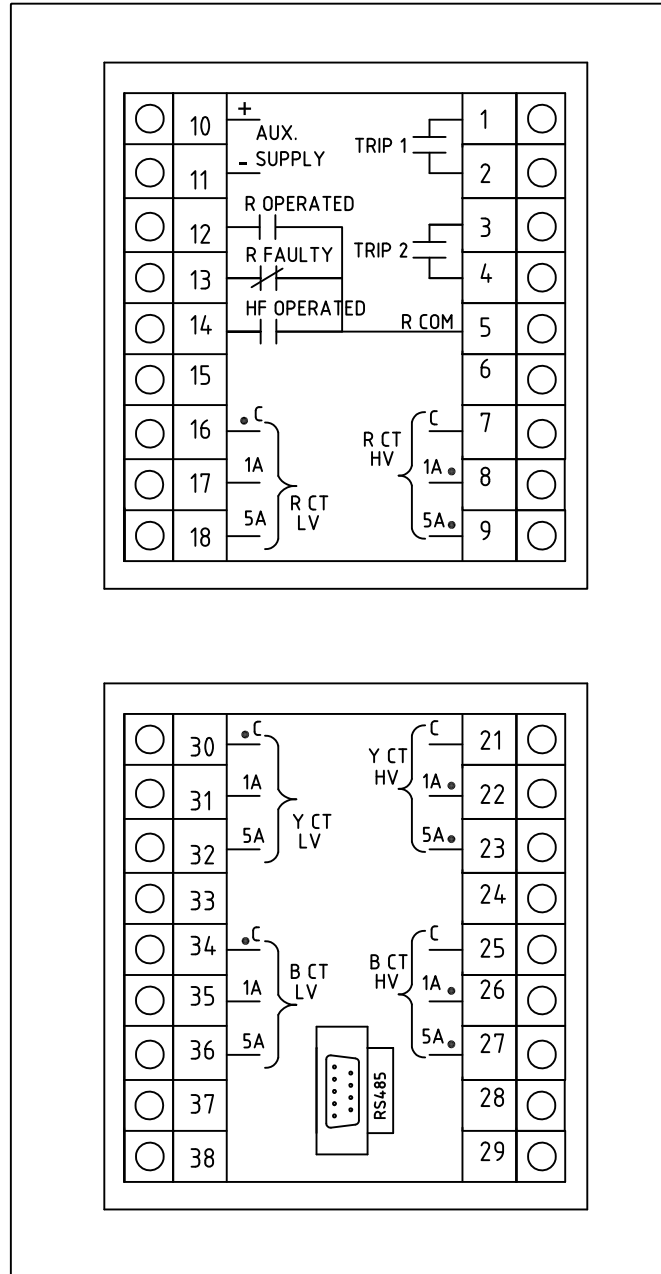 10
+
AUX.
TRIP 1
1
11
- SUPPLY
2
12
R OPERATED
TRIP 2
3
13
R FAULTY
4
14
HF OPERATED
R COM
5
15
6
16
C
R CT
HV
C
7
17
1A
R CT
LV
1A
8
18
5A
5A
9
30
C
Y CT
HV
C
21
31
1A
Y CT
LV
1A
22
32
5A
5A
23
33
24
34
C
B CT
HV
C
25
35
1A
B CT
LV
1A
26
36
5A
5A
27
37
RS485
28
38
29